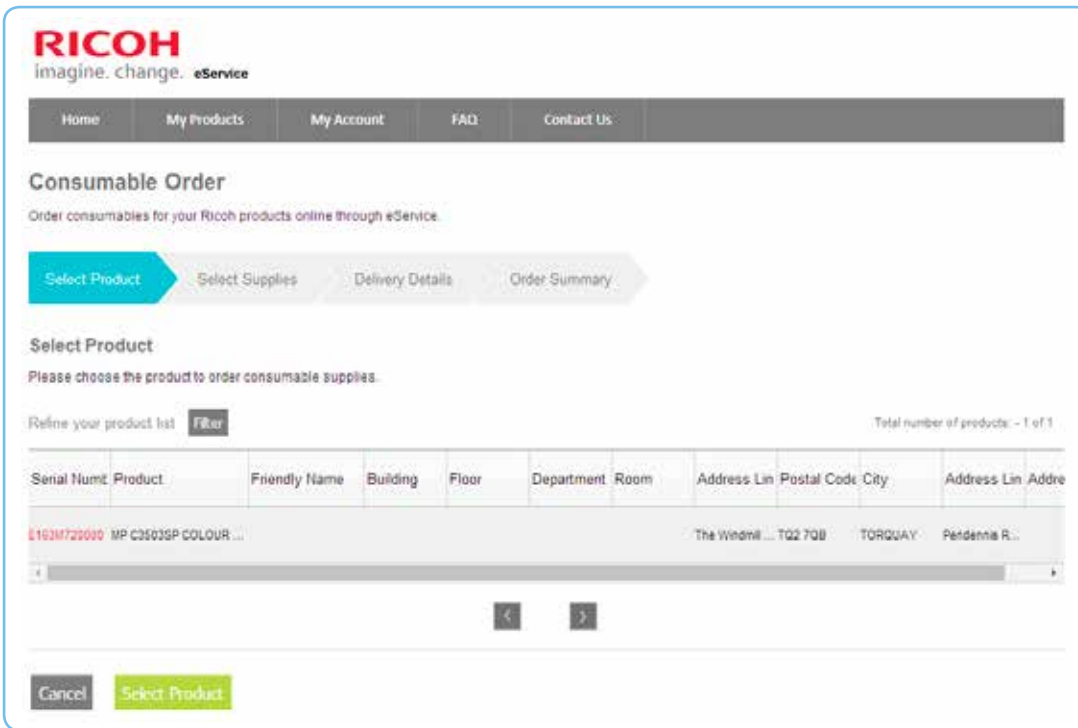 RICOH
imagine. change. eService
Home My Products My Account FAQ Contact Us
Consumable Order
Order consumables for your Ricoh products online through eService.
Select Product Select Supplies Delivery Details Order Summary
Select Product
Please choose the product to order consumable supplies.
Refine your product list Filter Total number of products: - 1 of 1
Serial Numb Product Friendly Name Building Floor Department Room Address Lin Postal Code City Address Lin Addre
E163M720000 MP C3503SP COLOUR ... The Windmill ... TQ2 7QB TORQUAY Pendennis R...
< >
Cancel Select Product